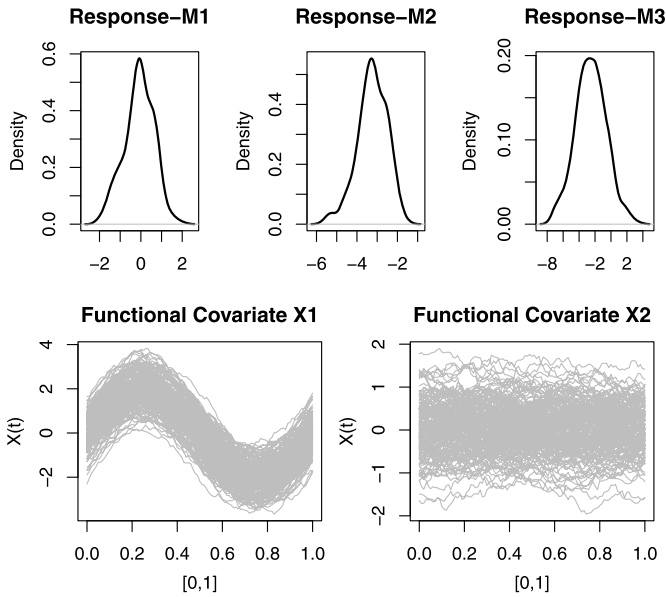 Response−M1
Density
0.0 0.2 0.4 0.6
−2 0 2
Response−M2
Density
0.0 0.2 0.4
−6 −4 −2
Response−M3
Density
0.00 0.10 0.20
−8 −2 2
Functional Covariate X1
X(t)
−2 0 2 4
0.0 0.2 0.4 0.6 0.8 1.0
[0,1]
Functional Covariate X2
X(t)
−2 −1 0 1 2
0.0 0.2 0.4 0.6 0.8 1.0
[0,1]